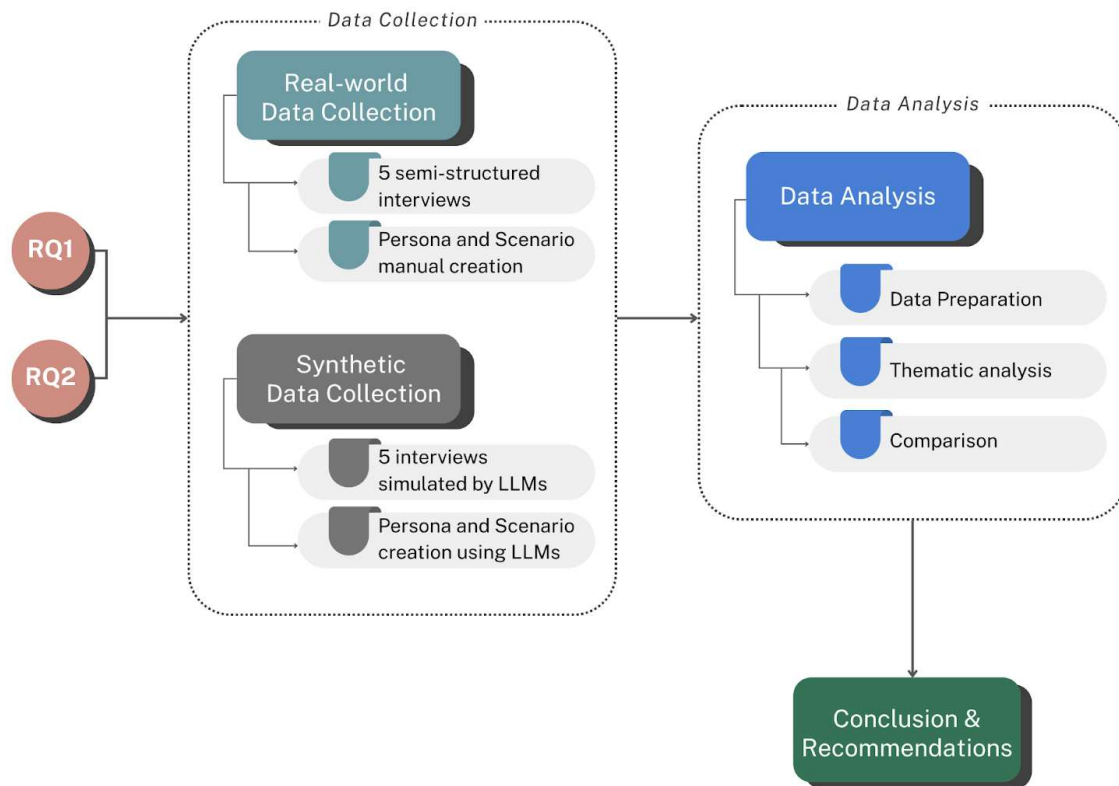 Data Collection
Real-world
Data Collection
5 semi-structured
interviews
Persona and Scenario
manual creation
RQ1
RQ2
Synthetic
Data Collection
5 interviews
simulated by LLMs
Persona and Scenario
creation using LLMs
Data Analysis
Data Analysis
Data Preparation
Thematic analysis
Comparison
Conclusion &
Recommendations